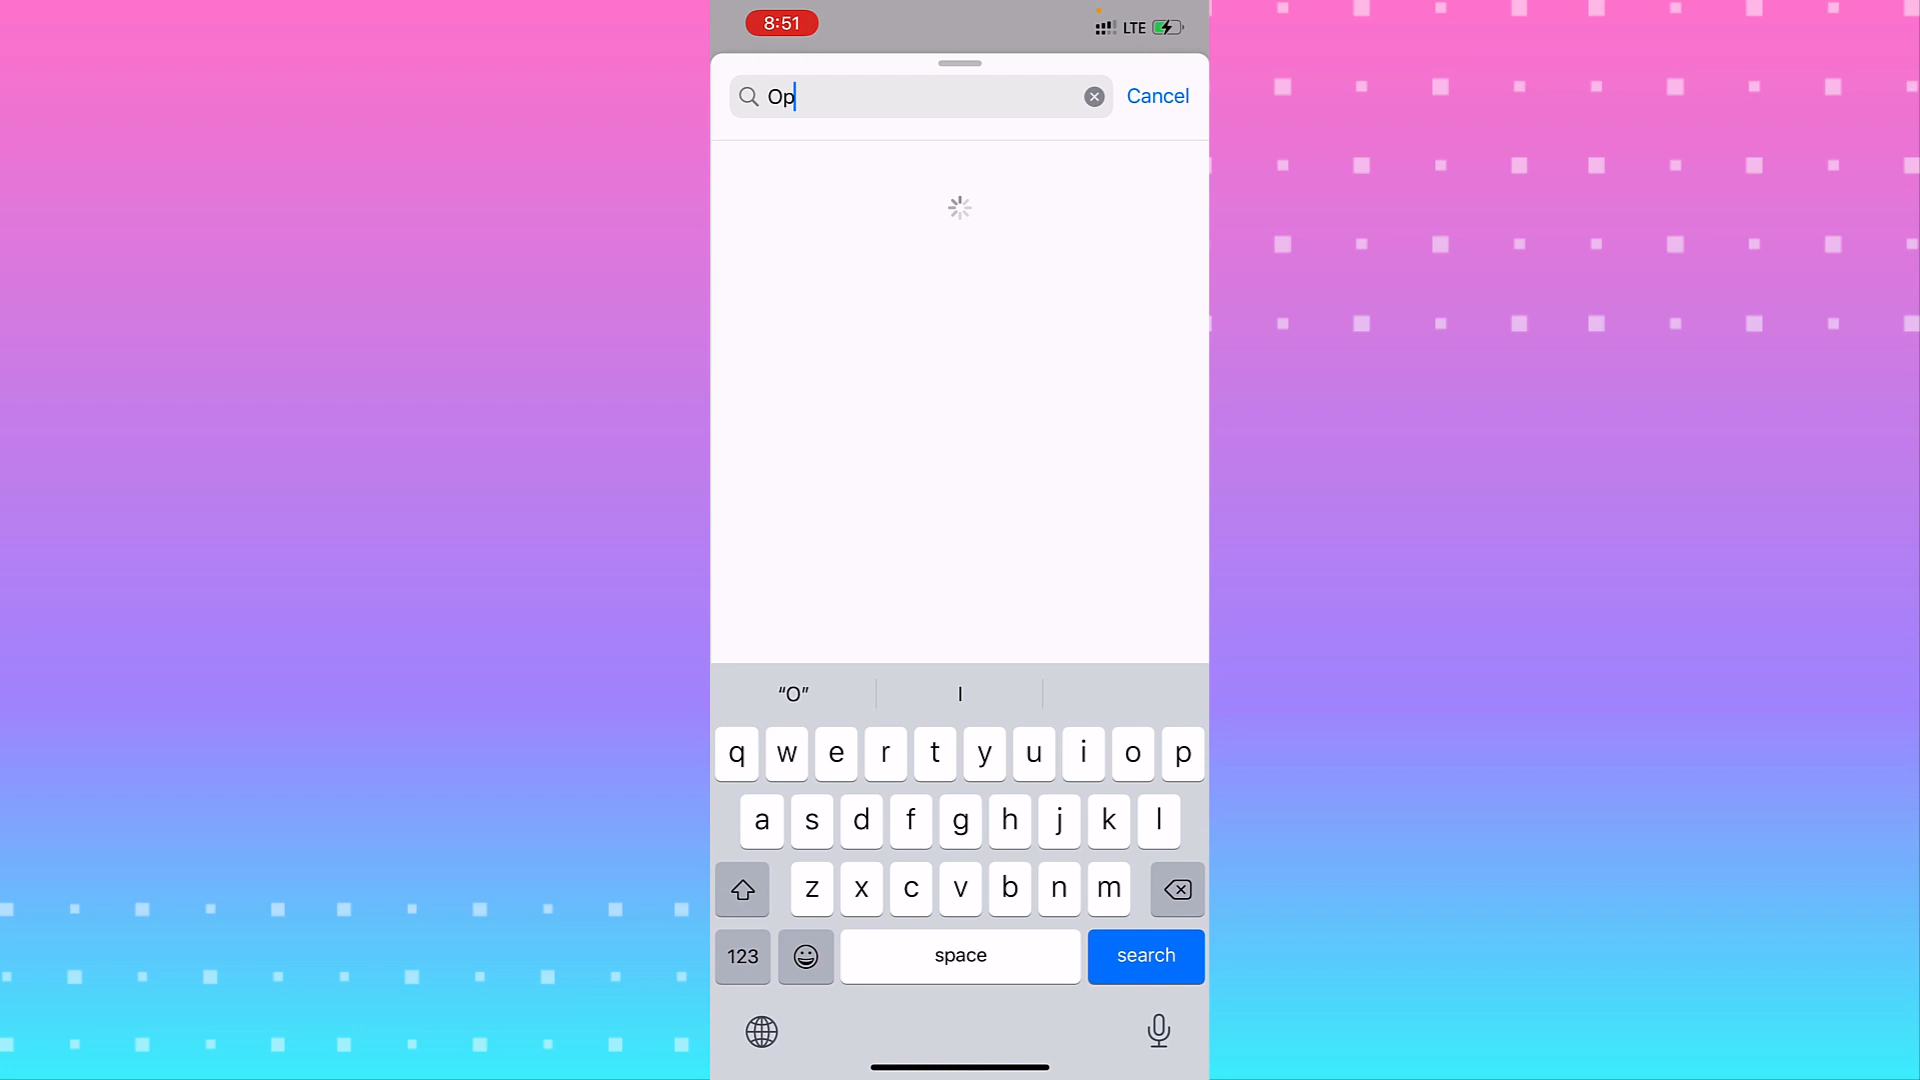 8:51 LTE
Op Cancel
“O” I
q w e r t y u i o p
a s d f g h j k l
z x c v b n m
123 space search